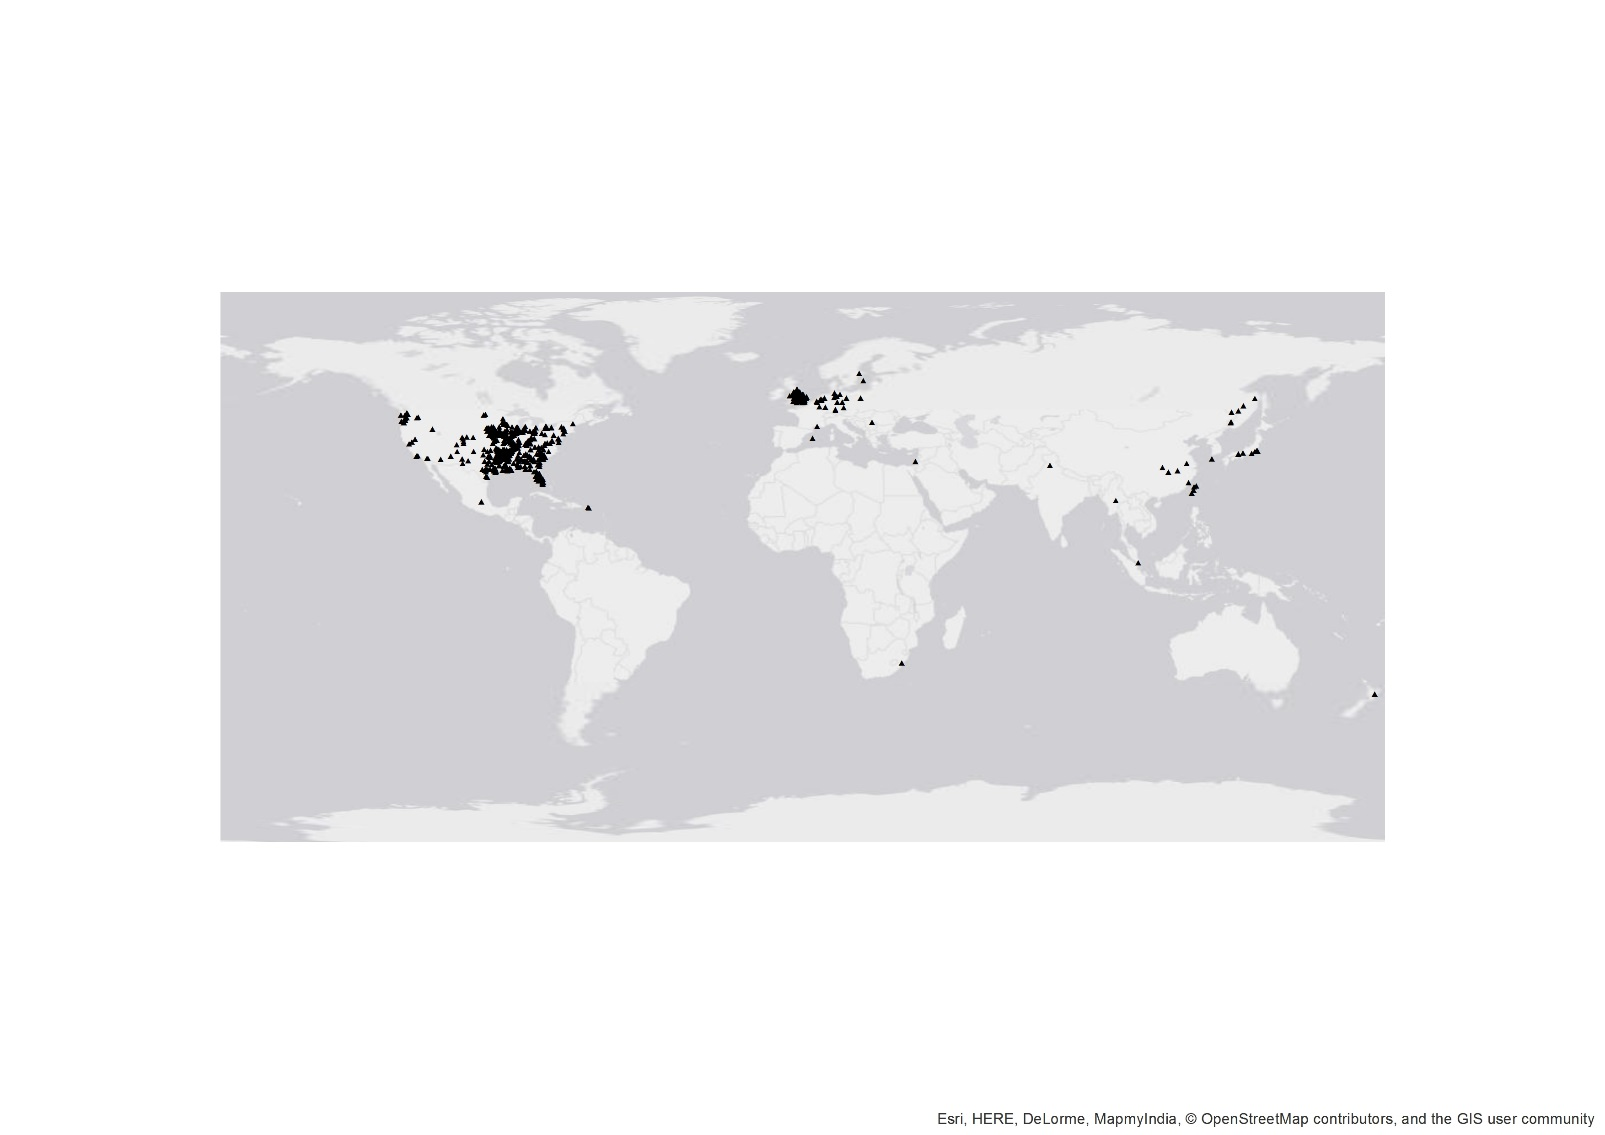 Esri, HERE, DeLorme, MapmyIndia, © OpenStreetMap contributors, and the GIS user community